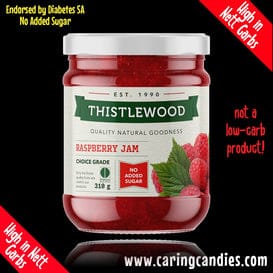 Endorsed by Diabetes SA
No Added Sugar
High in
Nett Carbs
EST. 1990
THISTLEWOOD
QUALITY NATURAL GOODNESS
RASPBERRY JAM
CHOICE GRADE
318 g
NO
ADDED
SUGAR
not a
low-carb
product!
High in Nett
Carbs
www.caringcandies.com